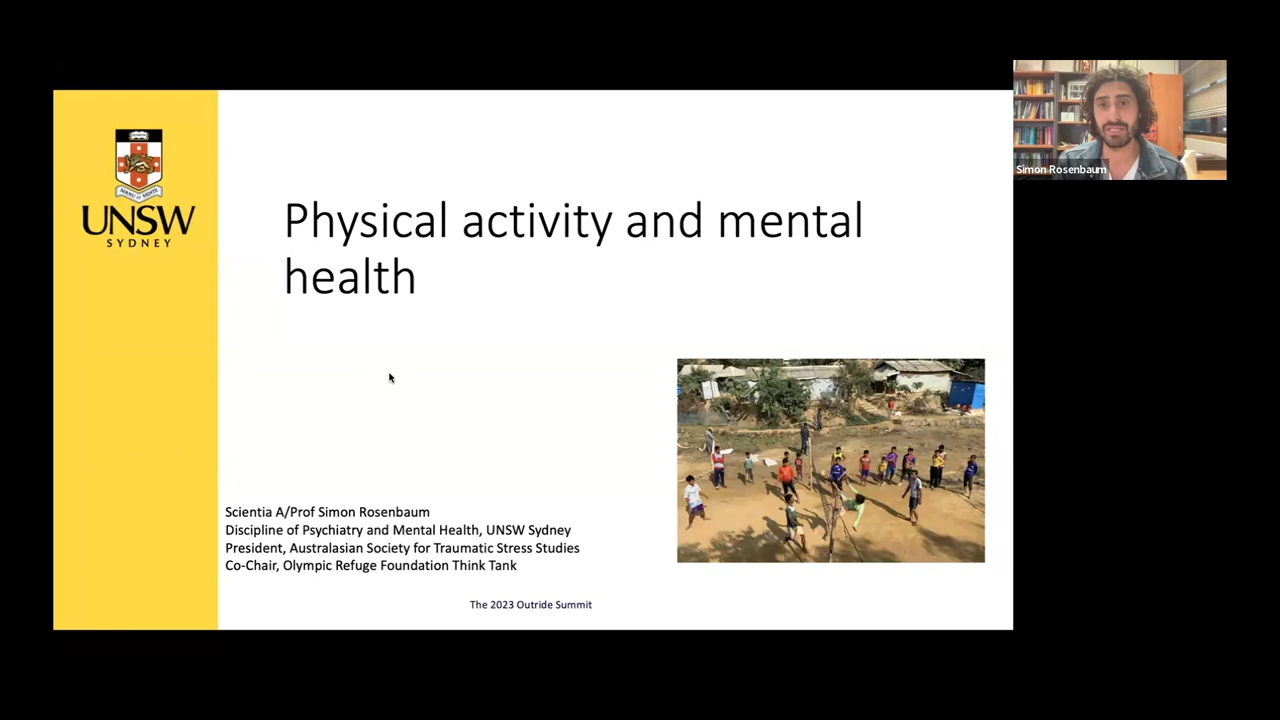 UNSW
SYDNEY
Physical activity and mental
health
Scientia A/Prof Simon Rosenbaum
Discipline of Psychiatry and Mental Health, UNSW Sydney
President, Australasian Society for Traumatic Stress Studies
Co-Chair, Olympic Refuge Foundation Think Tank
The 2023 Outride Summit
Simon Rosenbaum